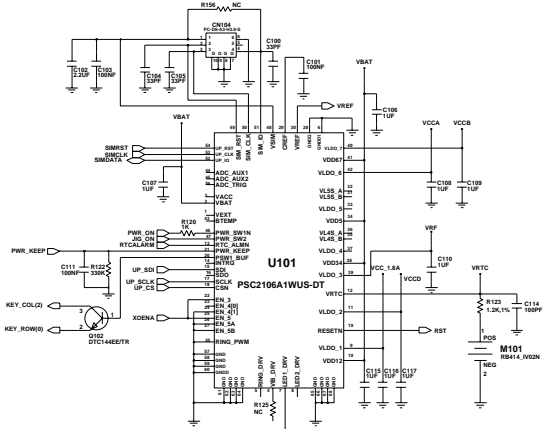 R156 NC
CN104
PC-D6-A3-H3.0-S
C102
2.2UF
C103
100NF
C104
33PF
C105
33PF
C100
33PF
C101
100NF
VREF
VBAT
C106
1UF
VCCA
VCCB
VBAT
SIMRST
SIMCLK
SIMDATA
UP_RST
UP_CLK
UP_IO
SIM_RST
SIM_CLK
SIM_IO
VSIM
CREF
VREF
GNDQ
VLDO_7
VDD67
VLDO_6
ADC_AUX1
ADC_AUX2
ADC_TRIG
VACC
VBAT
VEXT
BTEMP
C107
1UF
C108
1UF
C109
1UF
VL5S_A
VL5S_B
VLDO_5
VDD5
VL4S_A
VL4S_B
VLDO_4
VDD34
VLDO_3
VRF
C110
1UF
PWR_ON
JIG_ON
RTCALARM
R120
1K
PWR_SW1N
PWR_SW2
RTC_ALMN
PWR_KEEP
PSW1_BUF
INTRQ
SDI
SDO
SCLK
CSN
PWR_KEEP
C111
100NF
R122
330K
UP_SDI
UP_SCLK
UP_CS
U101
PSC2106A1WUS-DT
VCC_1.8A
VCCD
VRTC
VRTC
R123
1.2K,1%
C114
100PF
KEY_COL(2)
KEY_ROW(0)
Q102
DTC144EE/TR
XOENA
EN_3
EN_4[0]
EN_4[1]
EN_5
EN_5A
EN_5B
RING_PWM
GND
GND
GND
GNDD
VLDO_2
RESETN
RST
VLDO_1
VDD12
POS
M101
RB414_IV02N
NEG
C115
1UF
C116
1UF
C117
1UF
RING_DRV
VIB_DRV
LED1_DRV
LED2_DRV
R125
NC